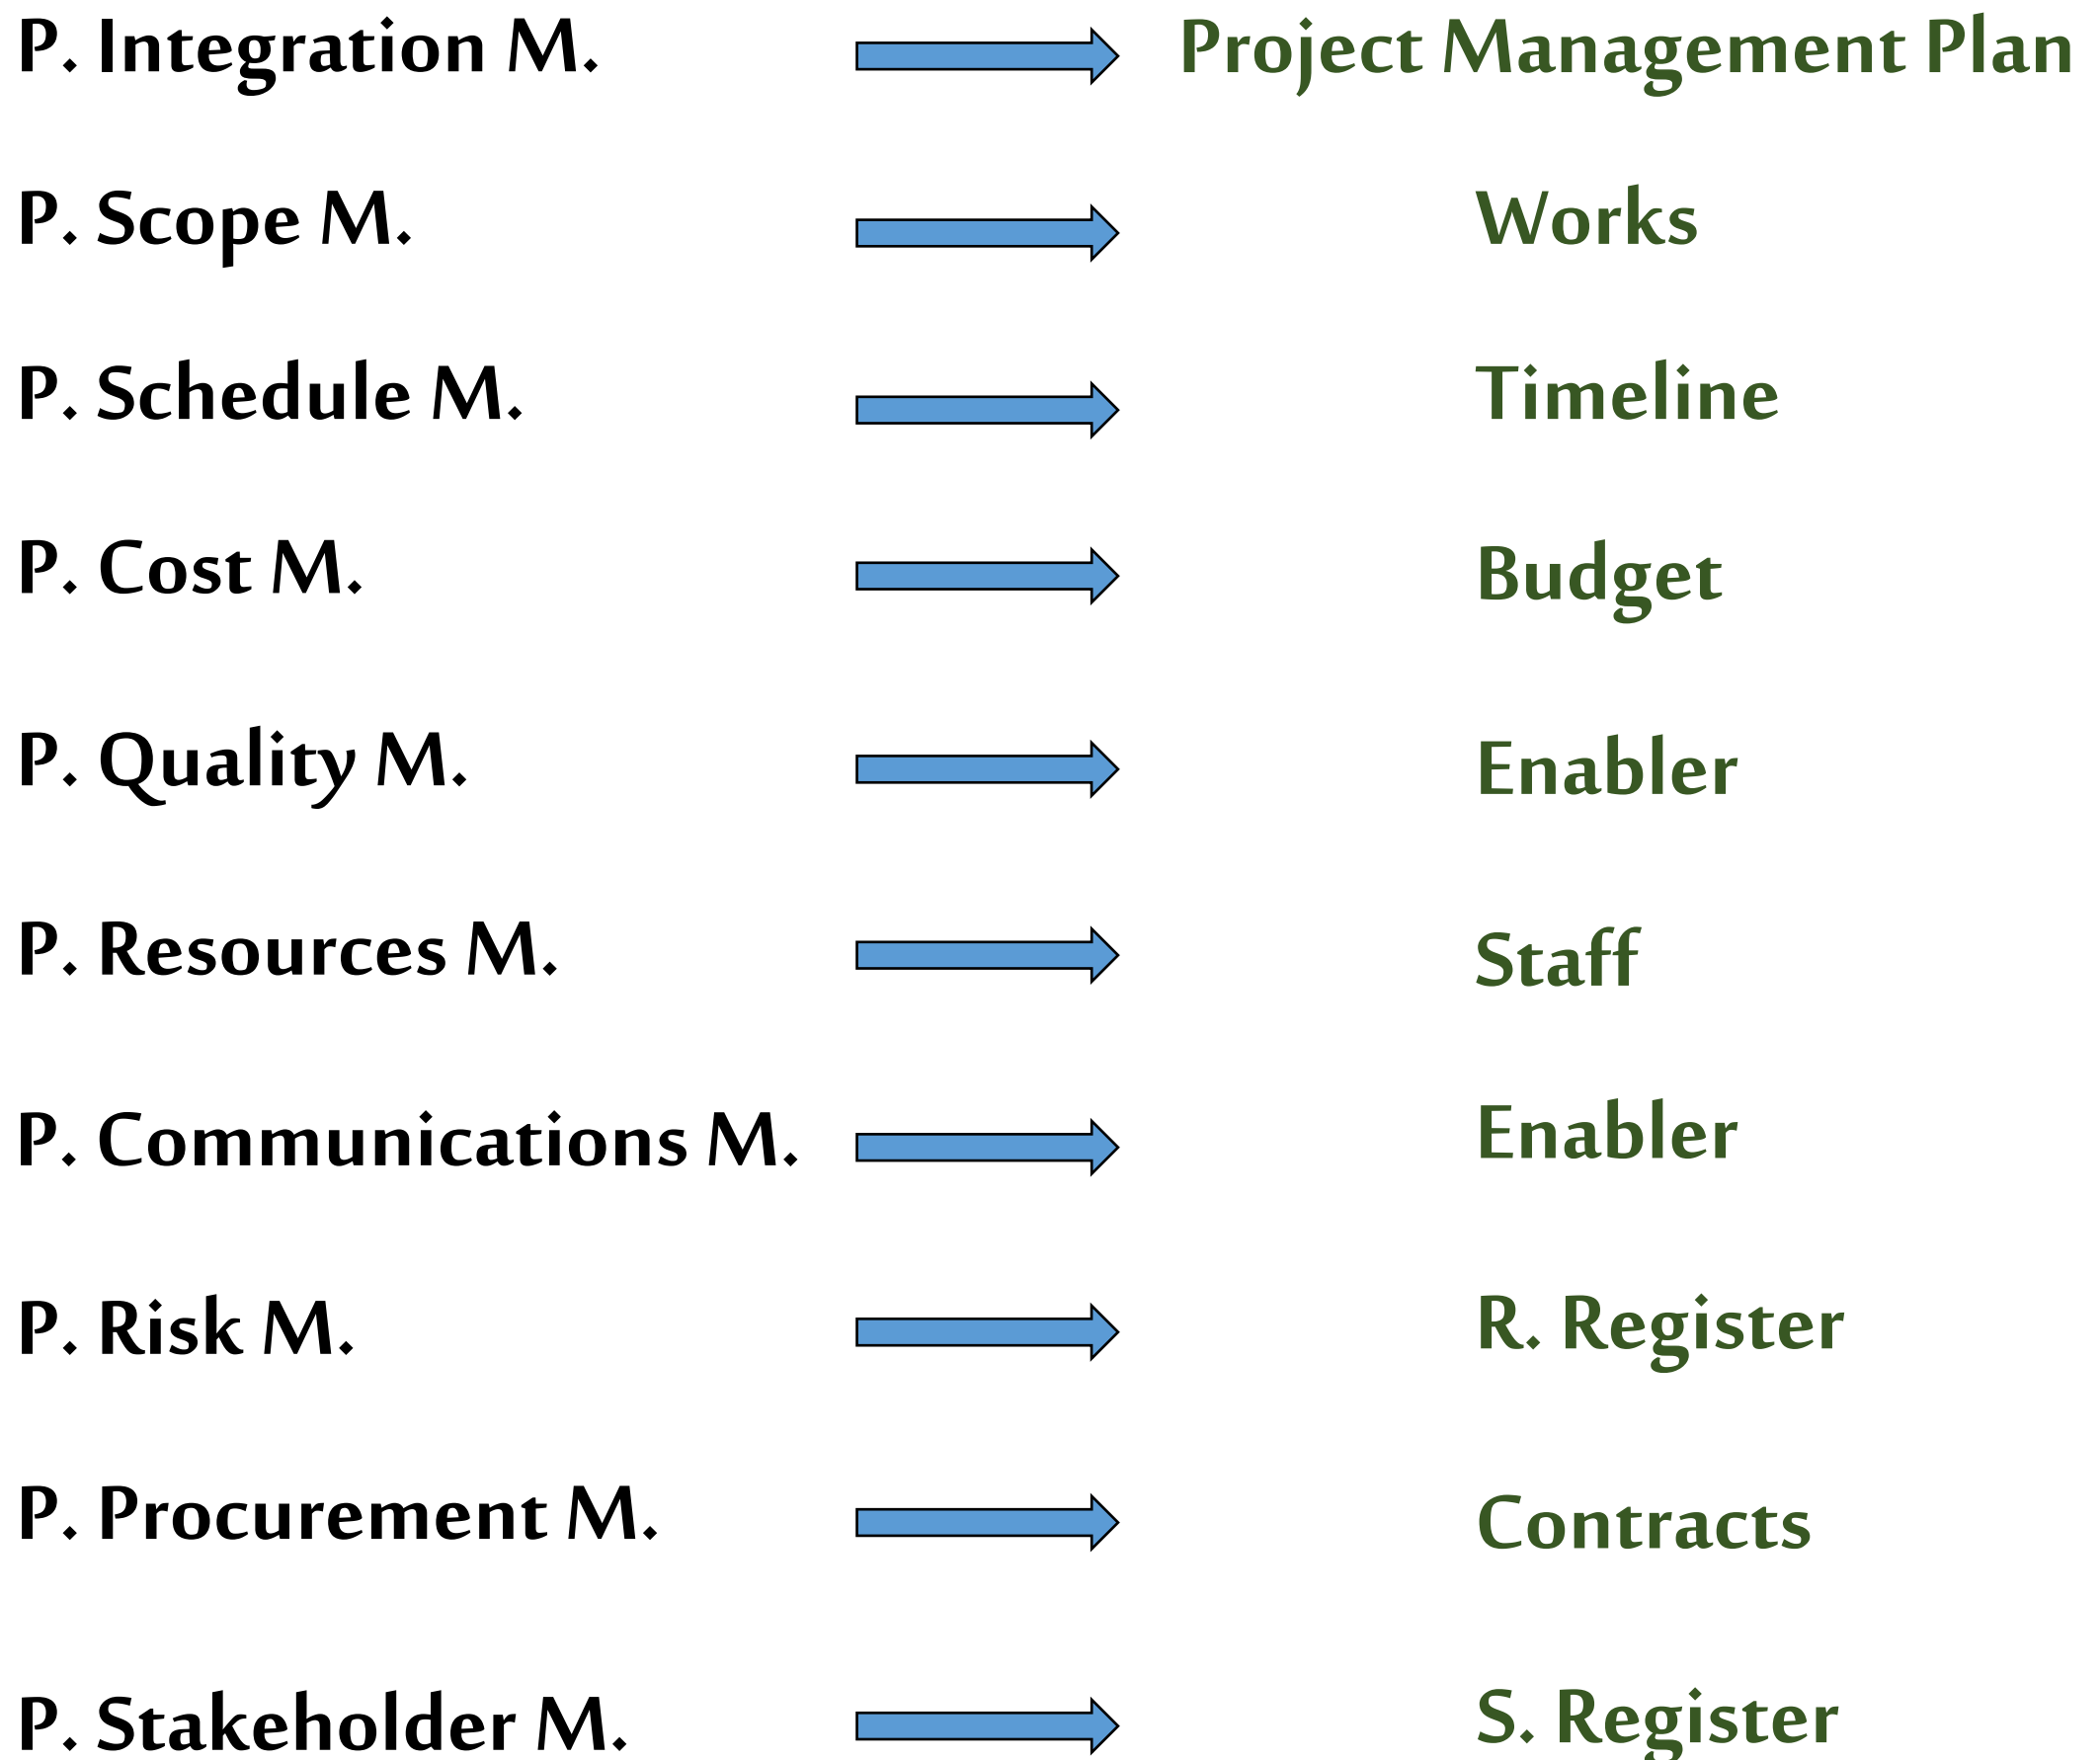 P. Integration M. Project Management Plan
P. Scope M. Works
P. Schedule M. Timeline
P. Cost M. Budget
P. Quality M. Enabler
P. Resources M. Staff
P. Communications M. Enabler
P. Risk M. R. Register
P. Procurement M. Contracts
P. Stakeholder M. S. Register